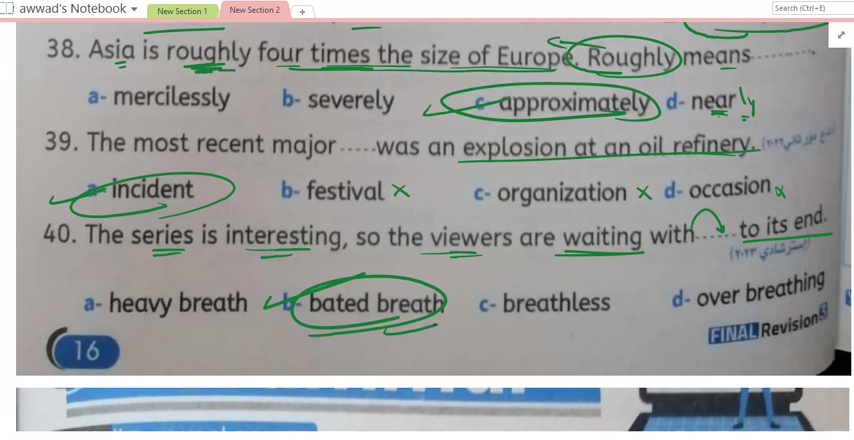 awwad's Notebook
New Section 1
New Section 2
+
Search (Ctrl+E)
38. Asia is roughly four times the size of Europe. Roughly means............
a- mercilessly b- severely c- approximately d- nearly
39. The most recent major .....was an explosion at an oil refinery.
a- incident b- festival x c- organization x d- occasion x
40. The series is interesting, so the viewers are waiting with...... to its end.
a- heavy breath b- bated breath c- breathless d- over breathing
16
FINAL Revision